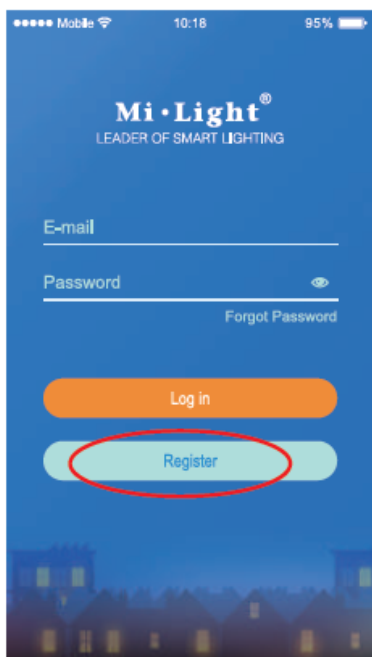 ●●●●● Mobile 10:18 95%
Mi•Light®
LEADER OF SMART LIGHTING
E-mail
Password
Forgot Password
Log in
Register